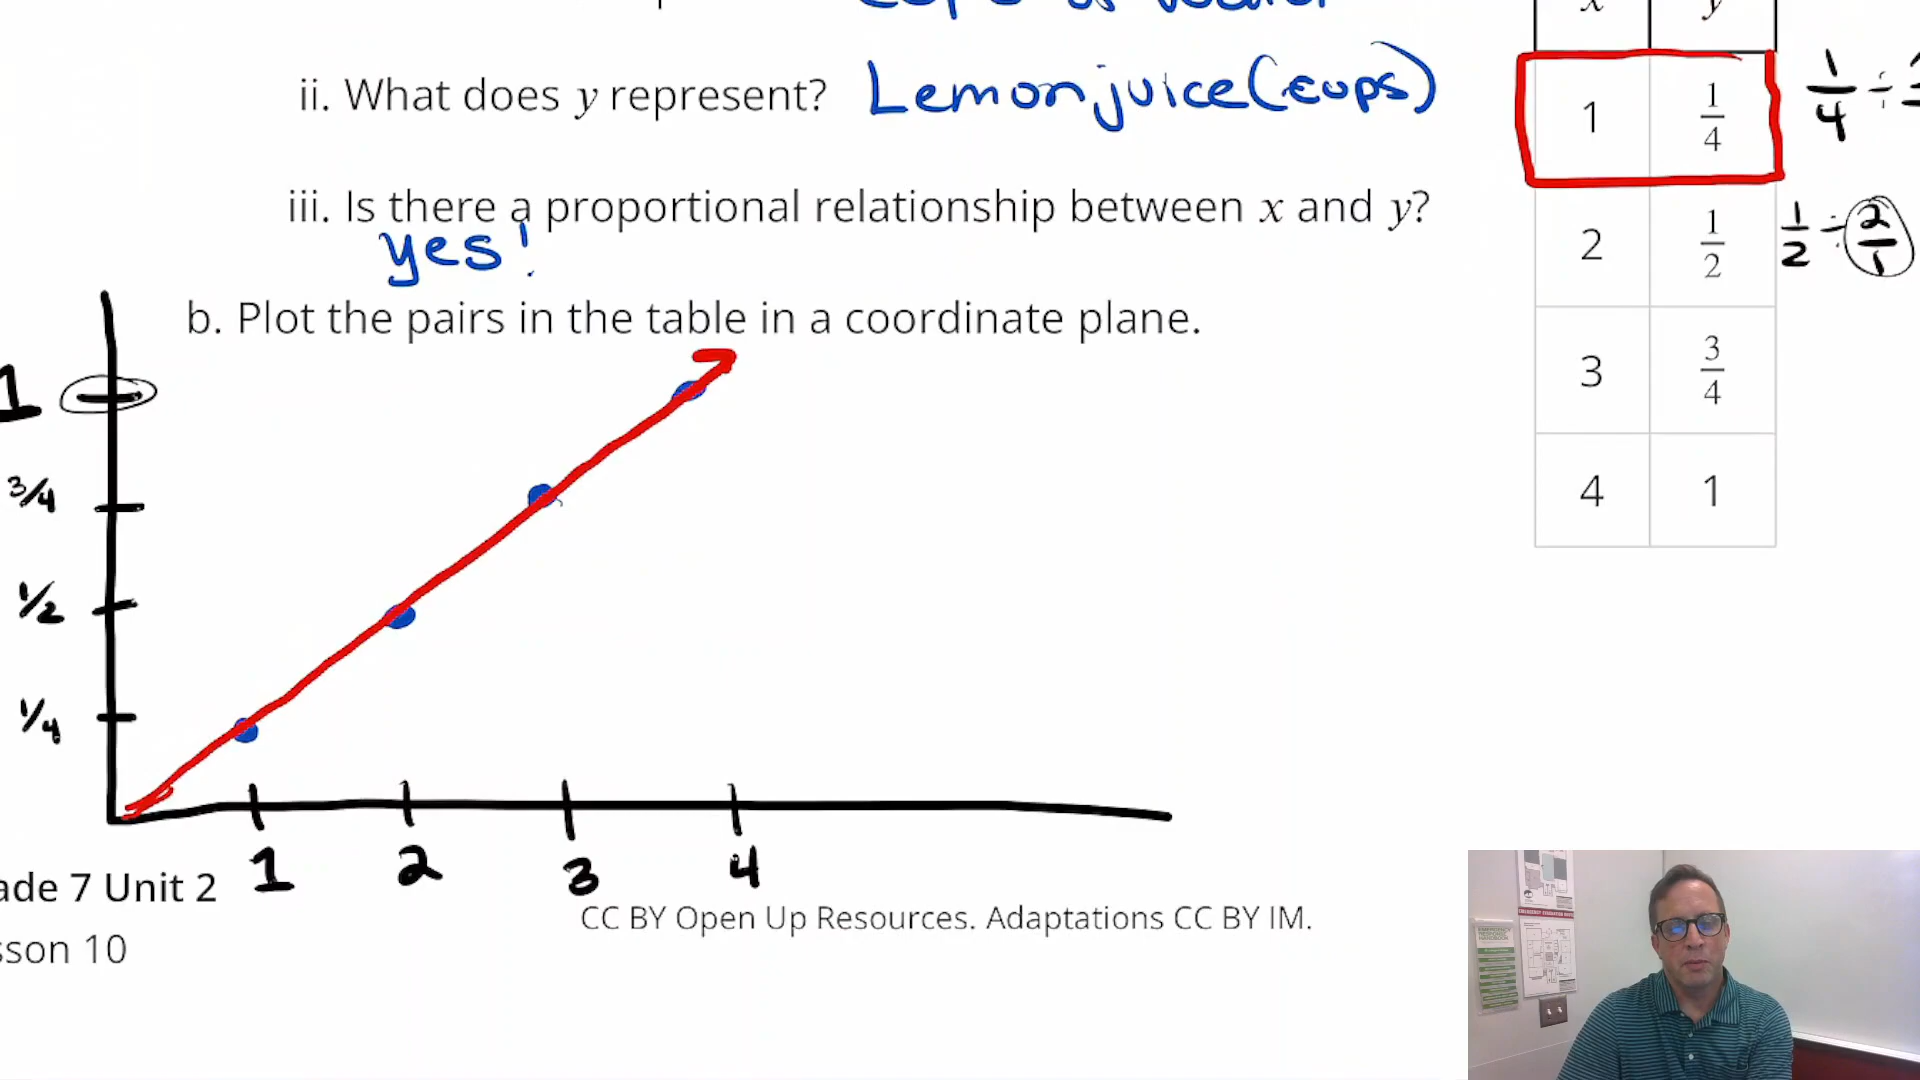 ii. What does y represent? Lemon juice (cups)
iii. Is there a proportional relationship between x and y?
yes!
b. Plot the pairs in the table in a coordinate plane.
x y
1 1/4
2 1/2
3 3/4
4 1
1/4 ÷
1/2 ÷ 2/1
1
3/4
1/2
1/4
1 2 3 4
ade 7 Unit 2
sson 10
CC BY Open Up Resources. Adaptations CC BY IM.